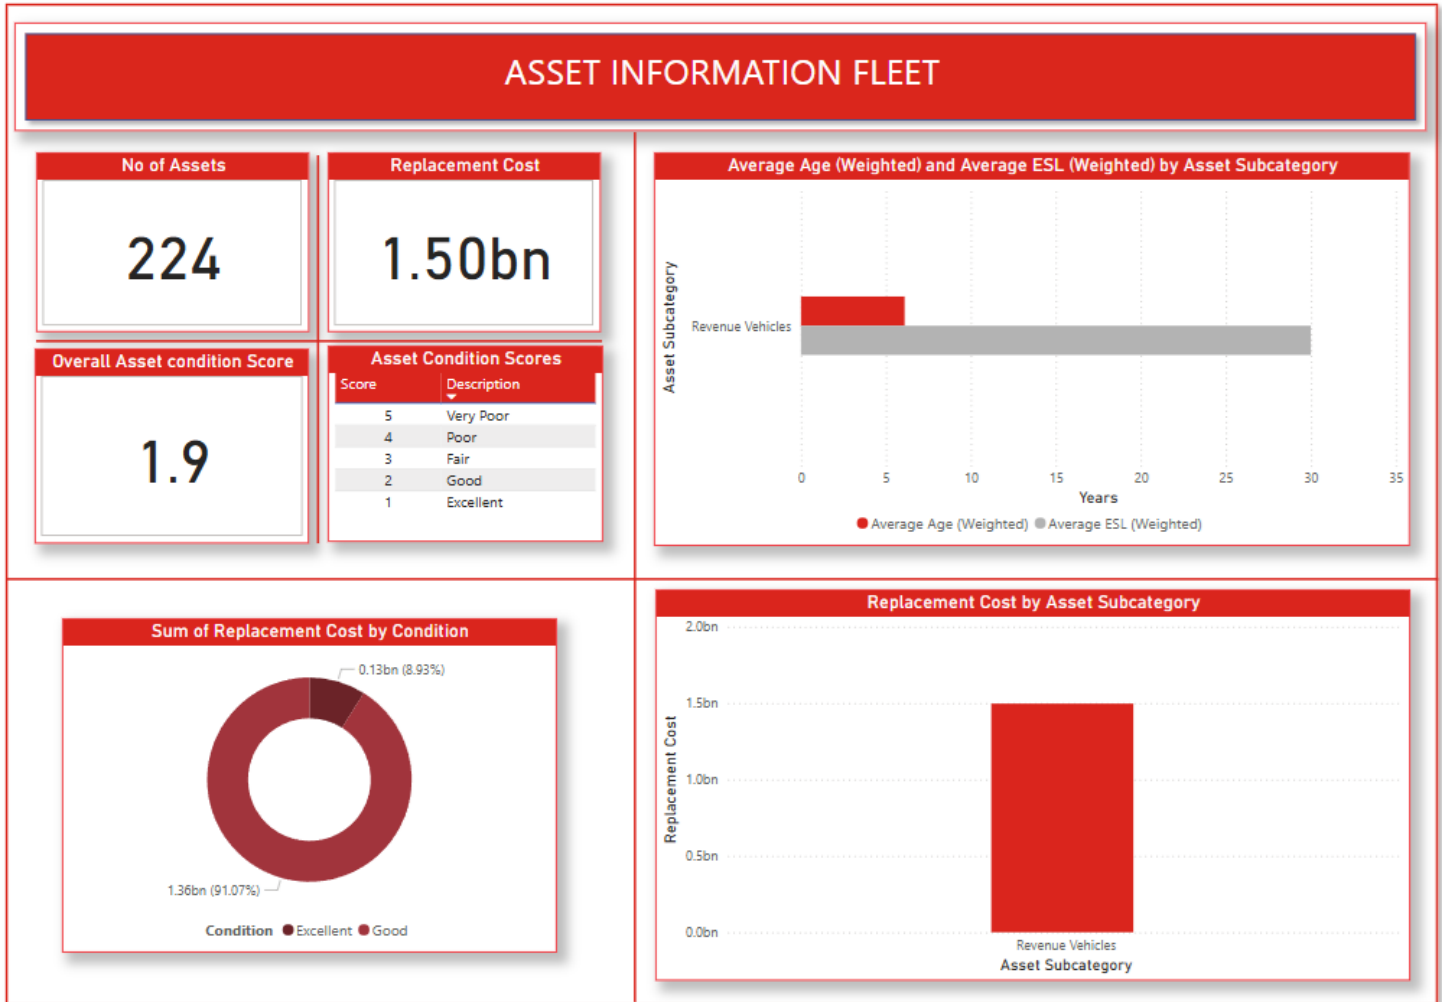 ASSET INFORMATION FLEET
No of Assets
224
Replacement Cost
1.50bn
Overall Asset condition Score
1.9
Asset Condition Scores
Score Description
5 Very Poor
4 Poor
3 Fair
2 Good
1 Excellent
Average Age (Weighted) and Average ESL (Weighted) by Asset Subcategory
Asset Subcategory
Revenue Vehicles
0 5 10 15 20 25 30 35
Years
Average Age (Weighted) Average ESL (Weighted)
Sum of Replacement Cost by Condition
0.13bn (8.93%)
1.36bn (91.07%)
Condition Excellent Good
Replacement Cost by Asset Subcategory
Replacement Cost
2.0bn
1.5bn
1.0bn
0.5bn
0.0bn
Revenue Vehicles
Asset Subcategory